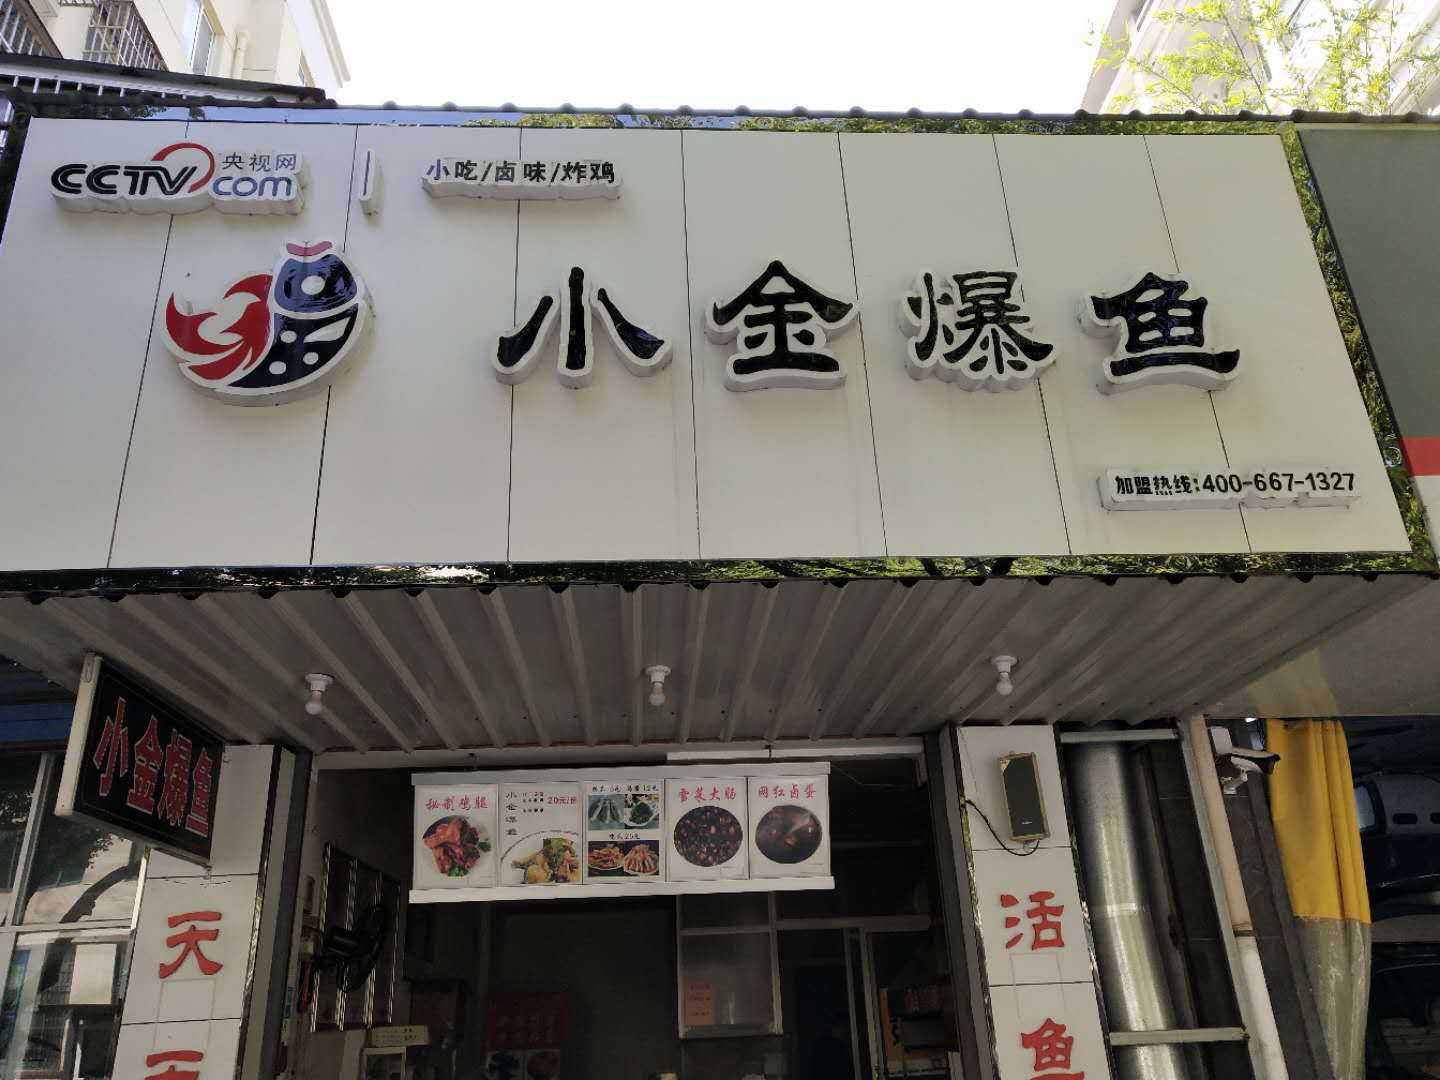 CCTV.com 央视网
小吃/卤味/炸鸡
小金爆鱼
加盟热线:400-667-1327
小金爆鱼
秘制鸡腿
小金爆鱼
20元/份
雪菜大肠
网红卤蛋
天天
活鱼